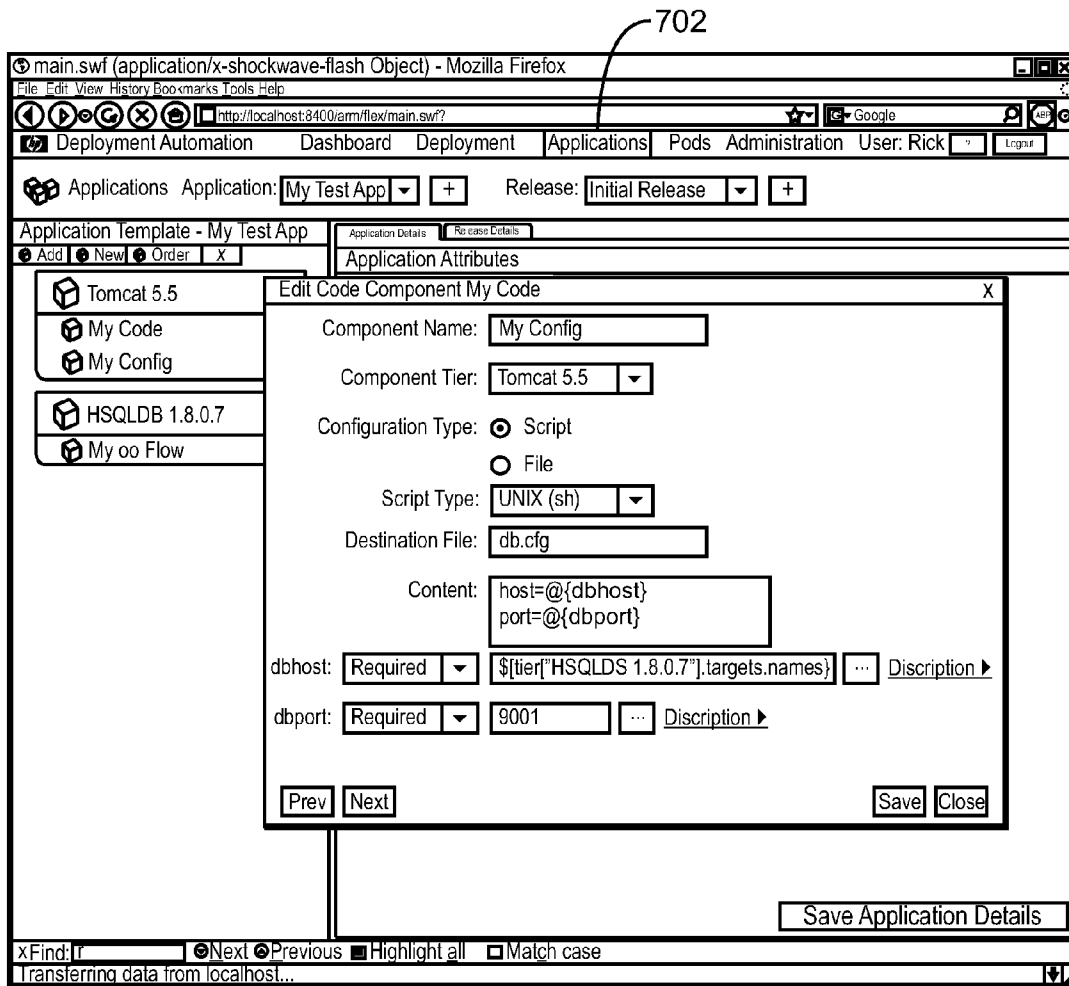 702
main.swf (application/x-shockwave-flash Object) - Mozilla Firefox
File Edit View History Bookmarks Tools Help
http://localhost:8400/arm/flex/main.swf? G Google ABP
hp Deployment Automation Dashboard Deployment Applications Pods Administration User: Rick ? Logout
Applications Application: My Test App + Release: Initial Release +
Application Template - My Test App
Add New Order X
Tomcat 5.5
My Code
My Config
HSQLDB 1.8.0.7
My oo Flow
Application Details Release Details
Application Attributes
Edit Code Component My Code X
Component Name: My Config
Component Tier: Tomcat 5.5
Configuration Type: Script
File
Script Type: UNIX (sh)
Destination File: db.cfg
Content: host=@{dbhost}
port=@{dbport}
dbhost: Required $[tier["HSQLDS 1.8.0.7"].targets.names} ... Discription
dbport: Required 9001 ... Discription
Prev Next Save Close
Save Application Details
x Find: r Next Previous Highlight all Match case
Transferring data from localhost...